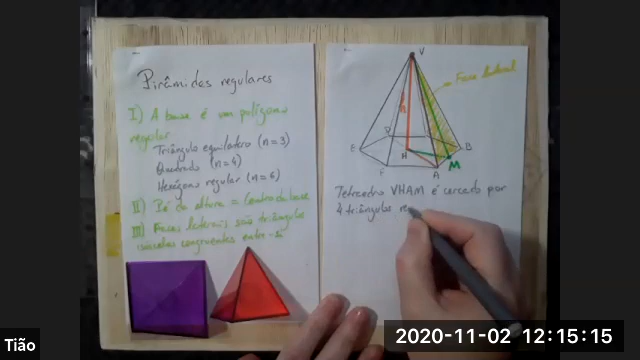 Pirâmides regulares
I) A base é um polígono
regular
Triângulo equilátero (n=3)
Quadrado (n=4)
Hexágono regular (n=6)
II) Pé da altura = Centro da base
III) Faces laterais são triângulos
isósceles congruentes entre si
V
Face lateral
h
D
E
H
B
M
F
A
Tetraedro VHAM é cercado por
4 triângulos re
Tião
2020-11-02 12:15:15